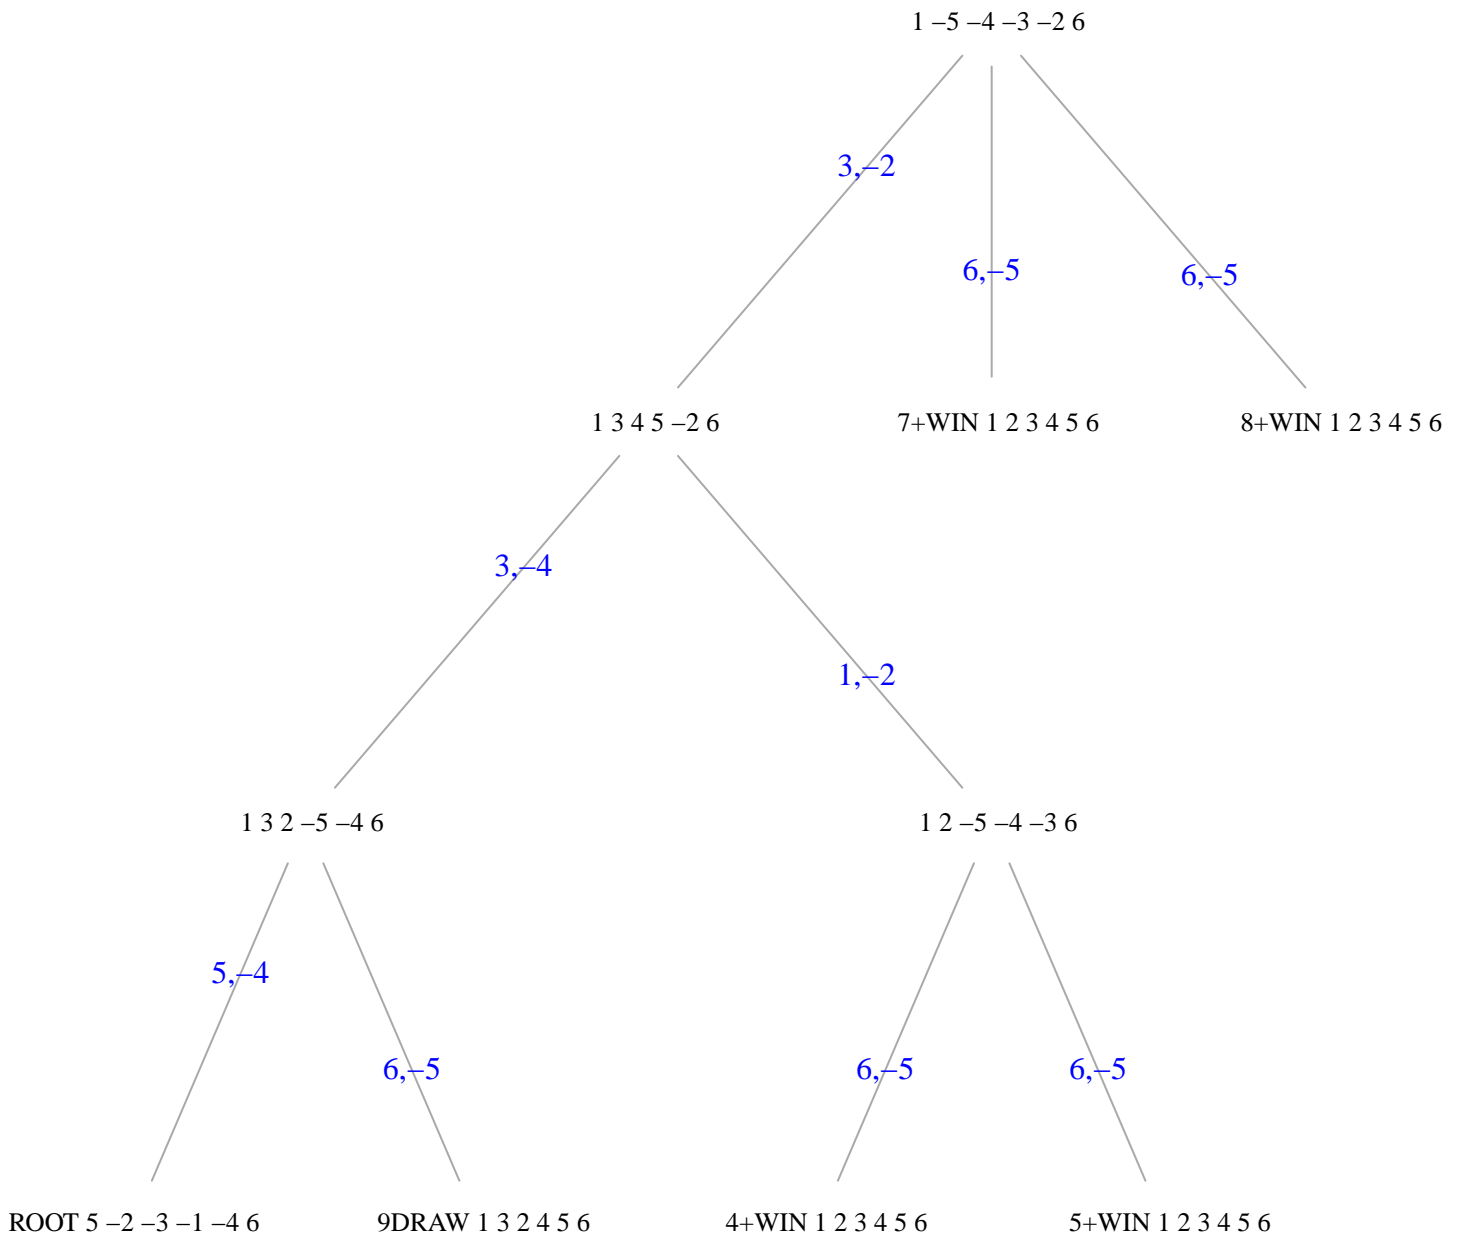 1 –5 –4 –3 –2 6
3,–2
6,–5
6,–5
1 3 4 5 –2 6
7+WIN 1 2 3 4 5 6
8+WIN 1 2 3 4 5 6
3,–4
1,–2
1 3 2 –5 –4 6
1 2 –5 –4 –3 6
5,–4
6,–5
6,–5
6,–5
ROOT 5 –2 –3 –1 –4 6
9DRAW 1 3 2 4 5 6
4+WIN 1 2 3 4 5 6
5+WIN 1 2 3 4 5 6